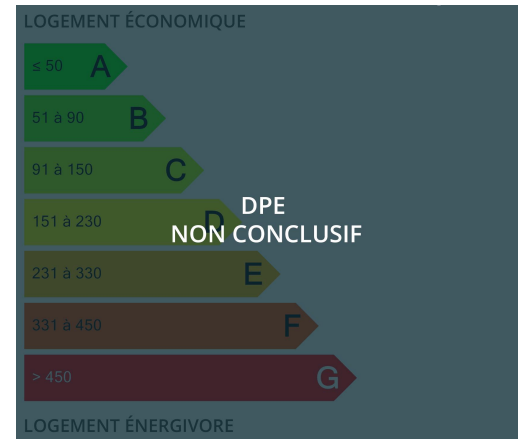 LOGEMENT ÉCONOMIQUE
≤ 50 A
51 à 90 B
91 à 150 C
151 à 230 D
DPE
NON CONCLUSIF
231 à 330 E
331 à 450 F
> 450 G
LOGEMENT ÉNERGIVORE